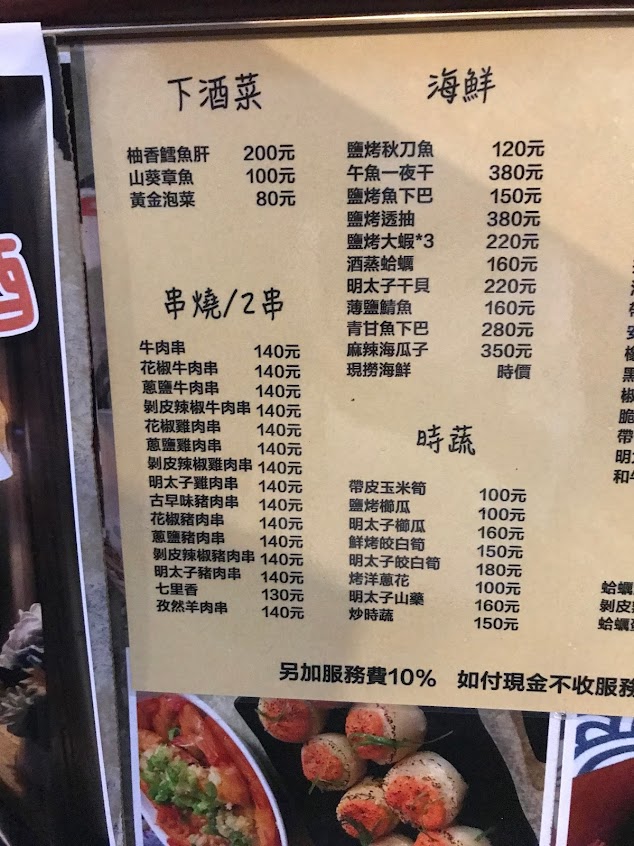 下酒菜
柚香鱈魚肝 200元
山葵章魚 100元
黃金泡菜 80元
串燒/2串
牛肉串 140元
花椒牛肉串 140元
蔥鹽牛肉串 140元
剝皮辣椒牛肉串 140元
花椒雞肉串 140元
蔥鹽雞肉串 140元
剝皮辣椒雞肉串 140元
明太子雞肉串 140元
古早味豬肉串 140元
花椒豬肉串 140元
蔥鹽豬肉串 140元
剝皮辣椒豬肉串 140元
明太子豬肉串 140元
七里香 130元
孜然羊肉串 140元
海鮮
鹽烤秋刀魚 120元
午魚一夜干 380元
鹽烤魚下巴 150元
鹽烤透抽 380元
鹽烤大蝦*3 220元
酒蒸蛤蠣 160元
明太子干貝 220元
薄鹽鯖魚 160元
青甘魚下巴 280元
麻辣海瓜子 350元
現撈海鮮 時價
時蔬
帶皮玉米筍 100元
鹽烤櫛瓜 100元
明太子櫛瓜 160元
鮮烤皎白筍 150元
明太子皎白筍 180元
烤洋蔥花 100元
明太子山藥 160元
炒時蔬 150元
另加服務費10% 如付現金不收服務
酒
黑
椒
脆
帶
明太
和牛
蛤蠣
剝皮
蛤蠣